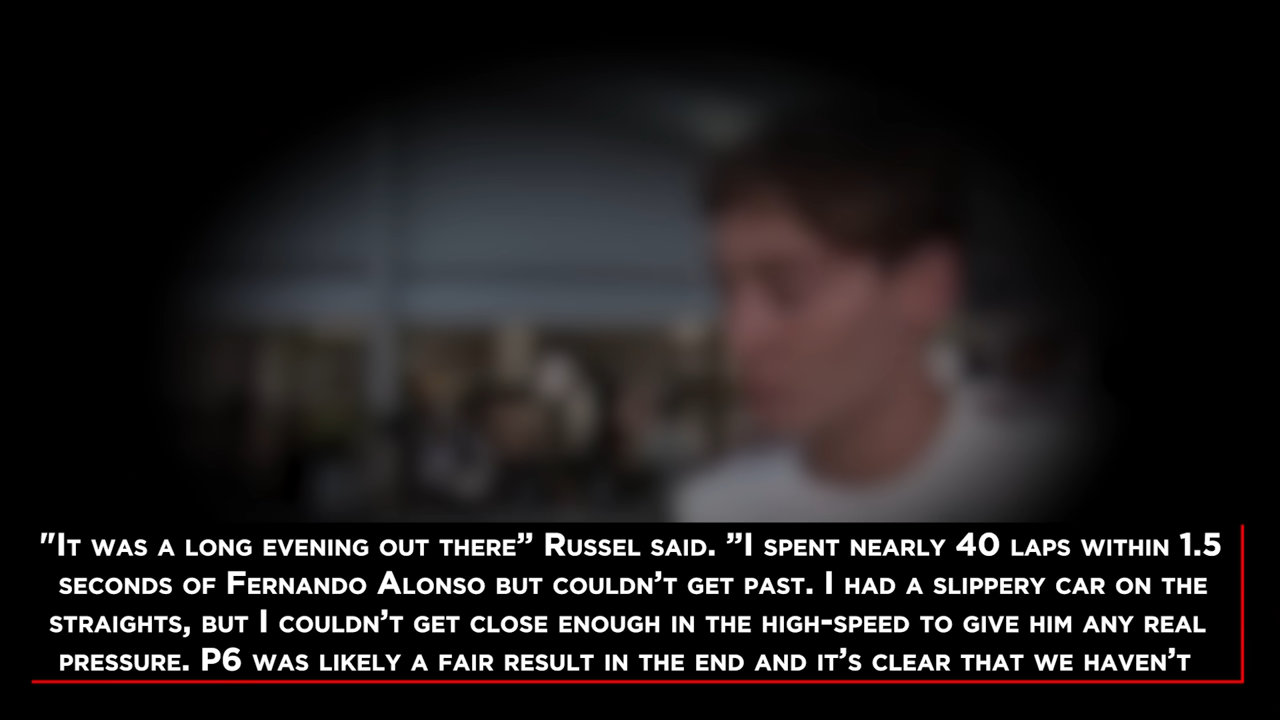 "It was a long evening out there” Russel said. ”I spent nearly 40 laps within 1.5
seconds of Fernando Alonso but couldn’t get past. I had a slippery car on the
straights, but I couldn’t get close enough in the high-speed to give him any real
pressure. P6 was likely a fair result in the end and it’s clear that we haven’t